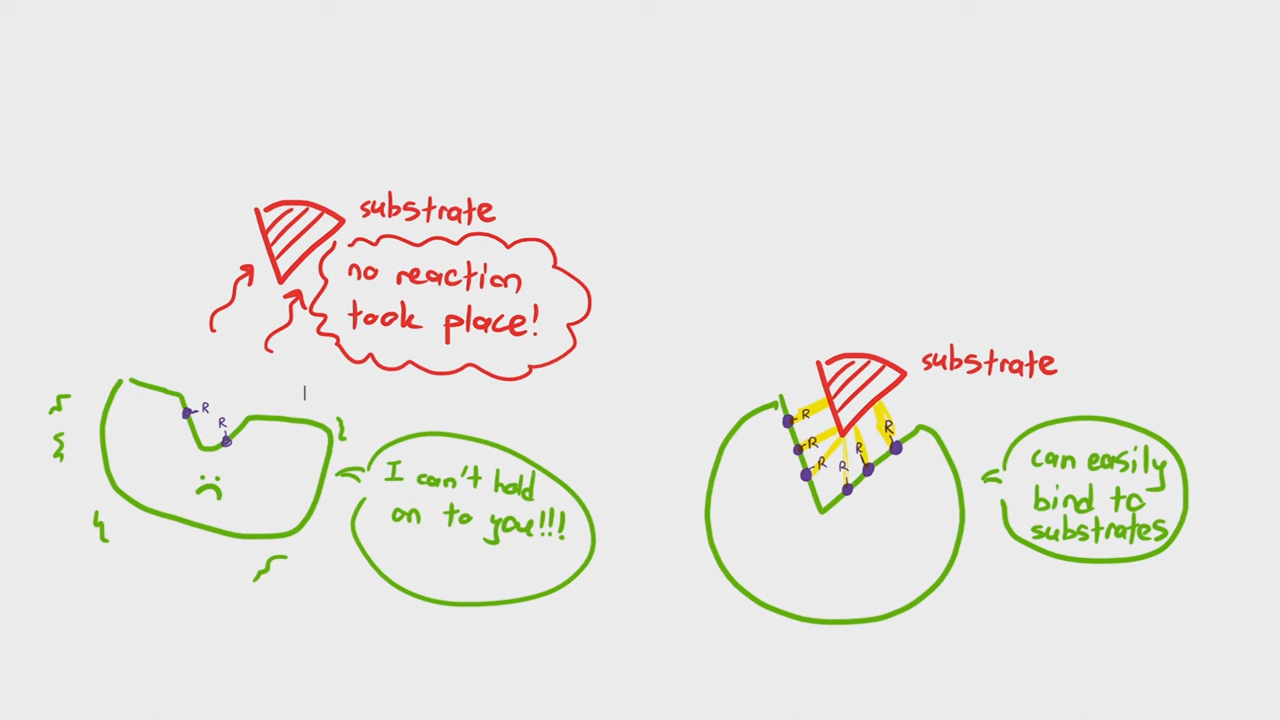 substrate
no reaction
took place!
R
R
I can't hold
on to you!!!
substrate
R
R
R
R
R
R
can easily
bind to
substrates